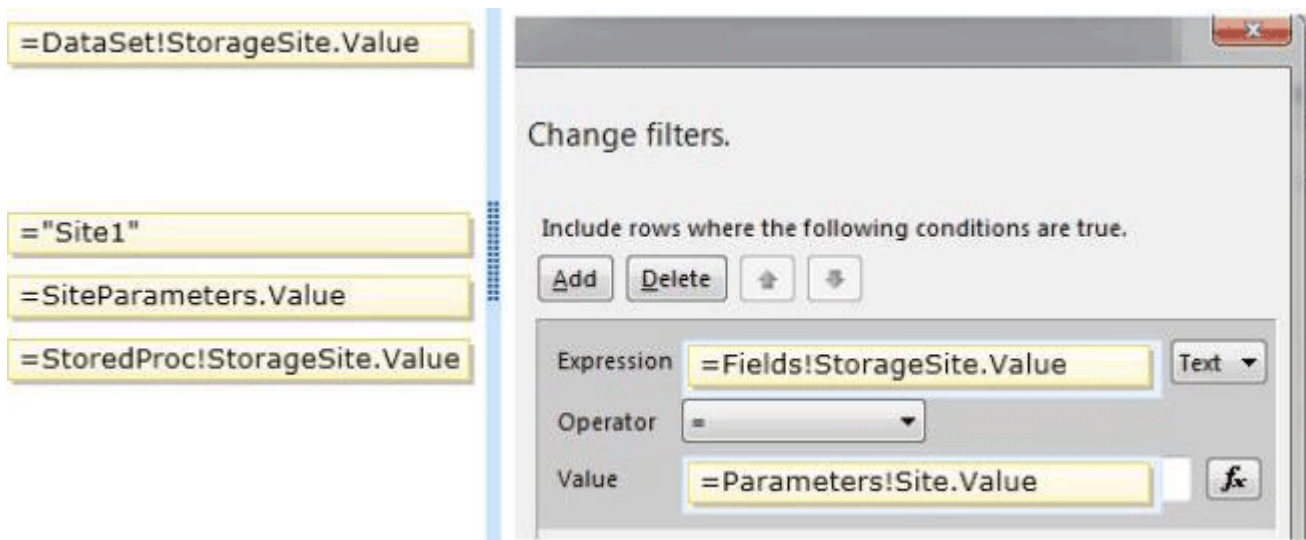 =DataSet!StorageSite.Value
="Site1"
=SiteParameters.Value
=StoredProc!StorageSite.Value
Change filters.
Include rows where the following conditions are true.
Add Delete
Expression =Fields!StorageSite.Value Text
Operator =
Value =Parameters!Site.Value fx